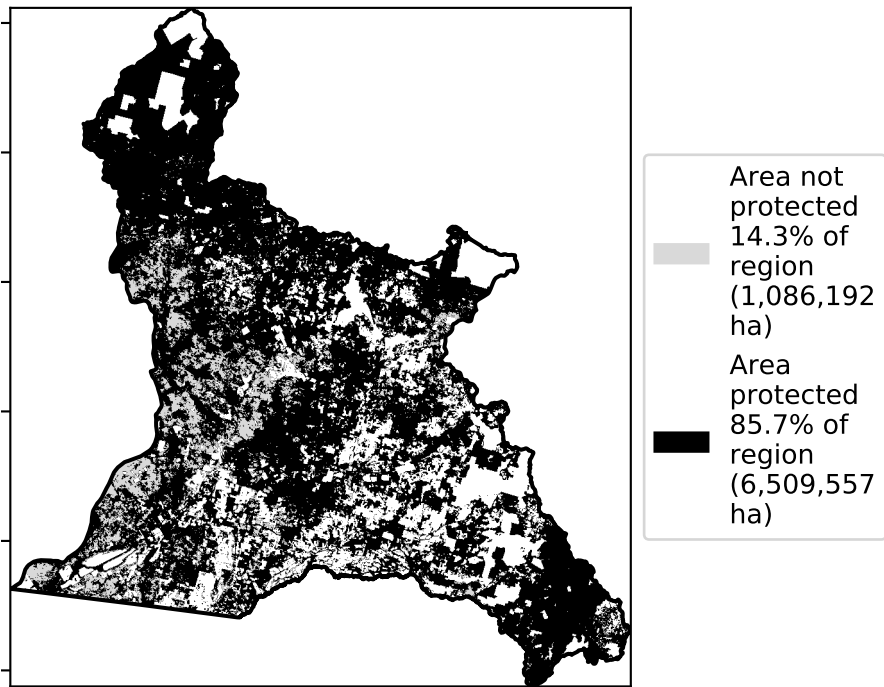 Area not
protected
14.3% of
region
(1,086,192
ha)
Area
protected
85.7% of
region
(6,509,557
ha)